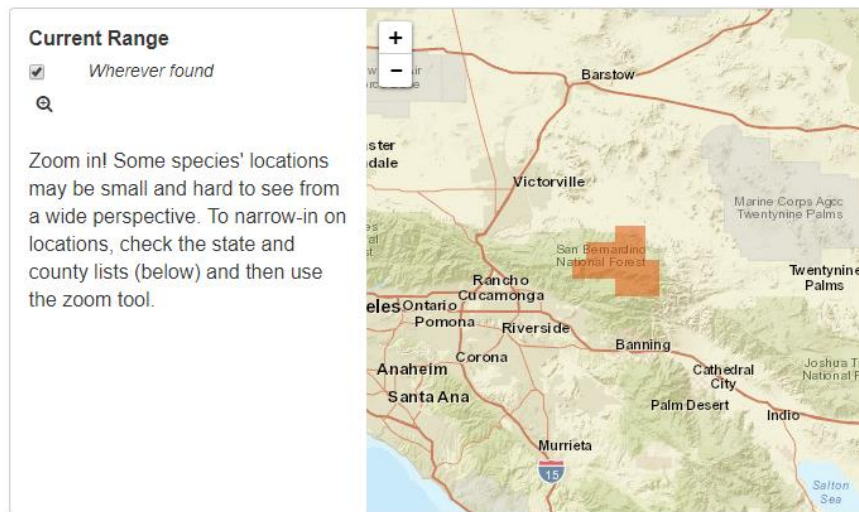 Current Range
Wherever found
Zoom in! Some species' locations
may be small and hard to see from
a wide perspective. To narrow-in on
locations, check the state and
county lists (below) and then use
the zoom tool.
+
−
Barstow
Victorville
Marine Corps Agcc
Twentynine Palms
San Bernardino
National Forest
Twentynine
Palms
Rancho
Cucamonga
eles
Ontario
Pomona
Riverside
Banning
Corona
Anaheim
Cathedral
City
Joshua T
National F
Santa Ana
Palm Desert
Indio
Murrieta
15
Salton
Sea